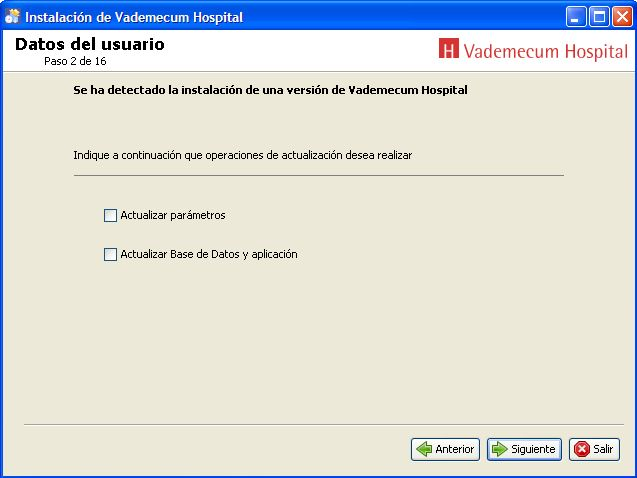 Instalación de Vademecum Hospital
Datos del usuario
Paso 2 de 16
H Vademecum Hospital
Se ha detectado la instalación de una versión de Vademecum Hospital
Indique a continuación que operaciones de actualización desea realizar
Actualizar parámetros
Actualizar Base de Datos y aplicación
Anterior
Siguiente
Salir